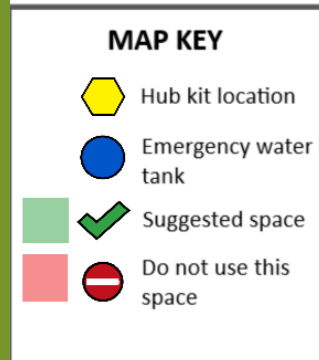 MAP KEY
Hub kit location
Emergency water
tank
Suggested space
Do not use this
space